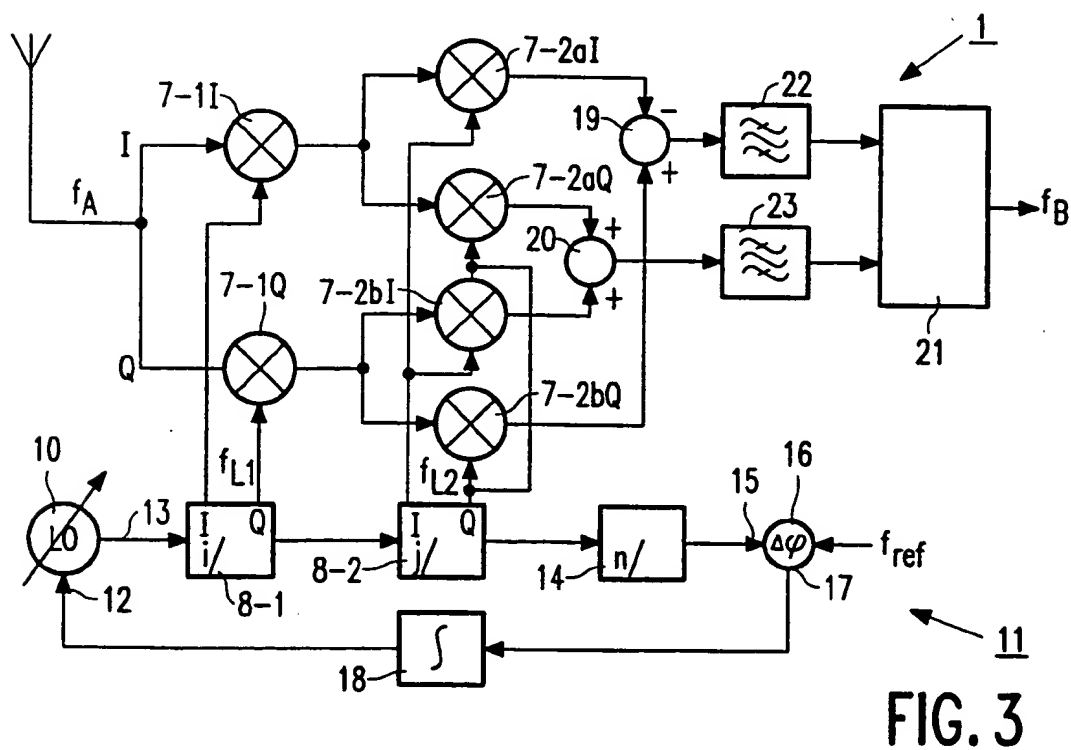 1
7-2aI
7-1I
22
19
−
+
I
7-2aQ
f_A
23
f_B
20
+
+
7-1Q
7-2bI
21
Q
7-2bQ
10
f_L1
f_L2
16
15
13
I Q
I Q
LO
i/
j/
n/
Δφ
f_ref
8-2
14
17
12
8-1
11
∫
18
FIG. 3